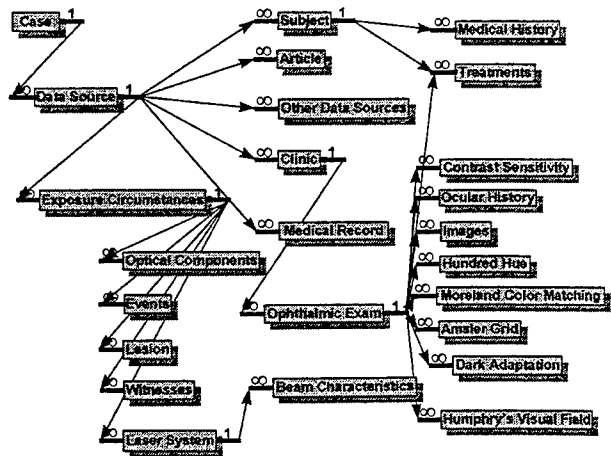 Case 1
∞ Subject 1
∞ Medical History
∞ Article
∞ Treatments
∞ Data Source 1
∞ Other Data Sources
∞ Clinic 1
∞ Contrast Sensitivity
∞ Exposure Circumstances 1
∞ Ocular History
∞ Medical Record
∞ Images
∞ Optical Components
∞ Hundred Hue
∞ Events
∞ Ophthalmic Exam 1
∞ Moreland Color Matching
∞ Amsler Grid
∞ Lesion
∞ Dark Adaptation
∞ Witnesses
∞ Beam Characteristics
∞ Humphry's Visual Field
∞ Laser System 1